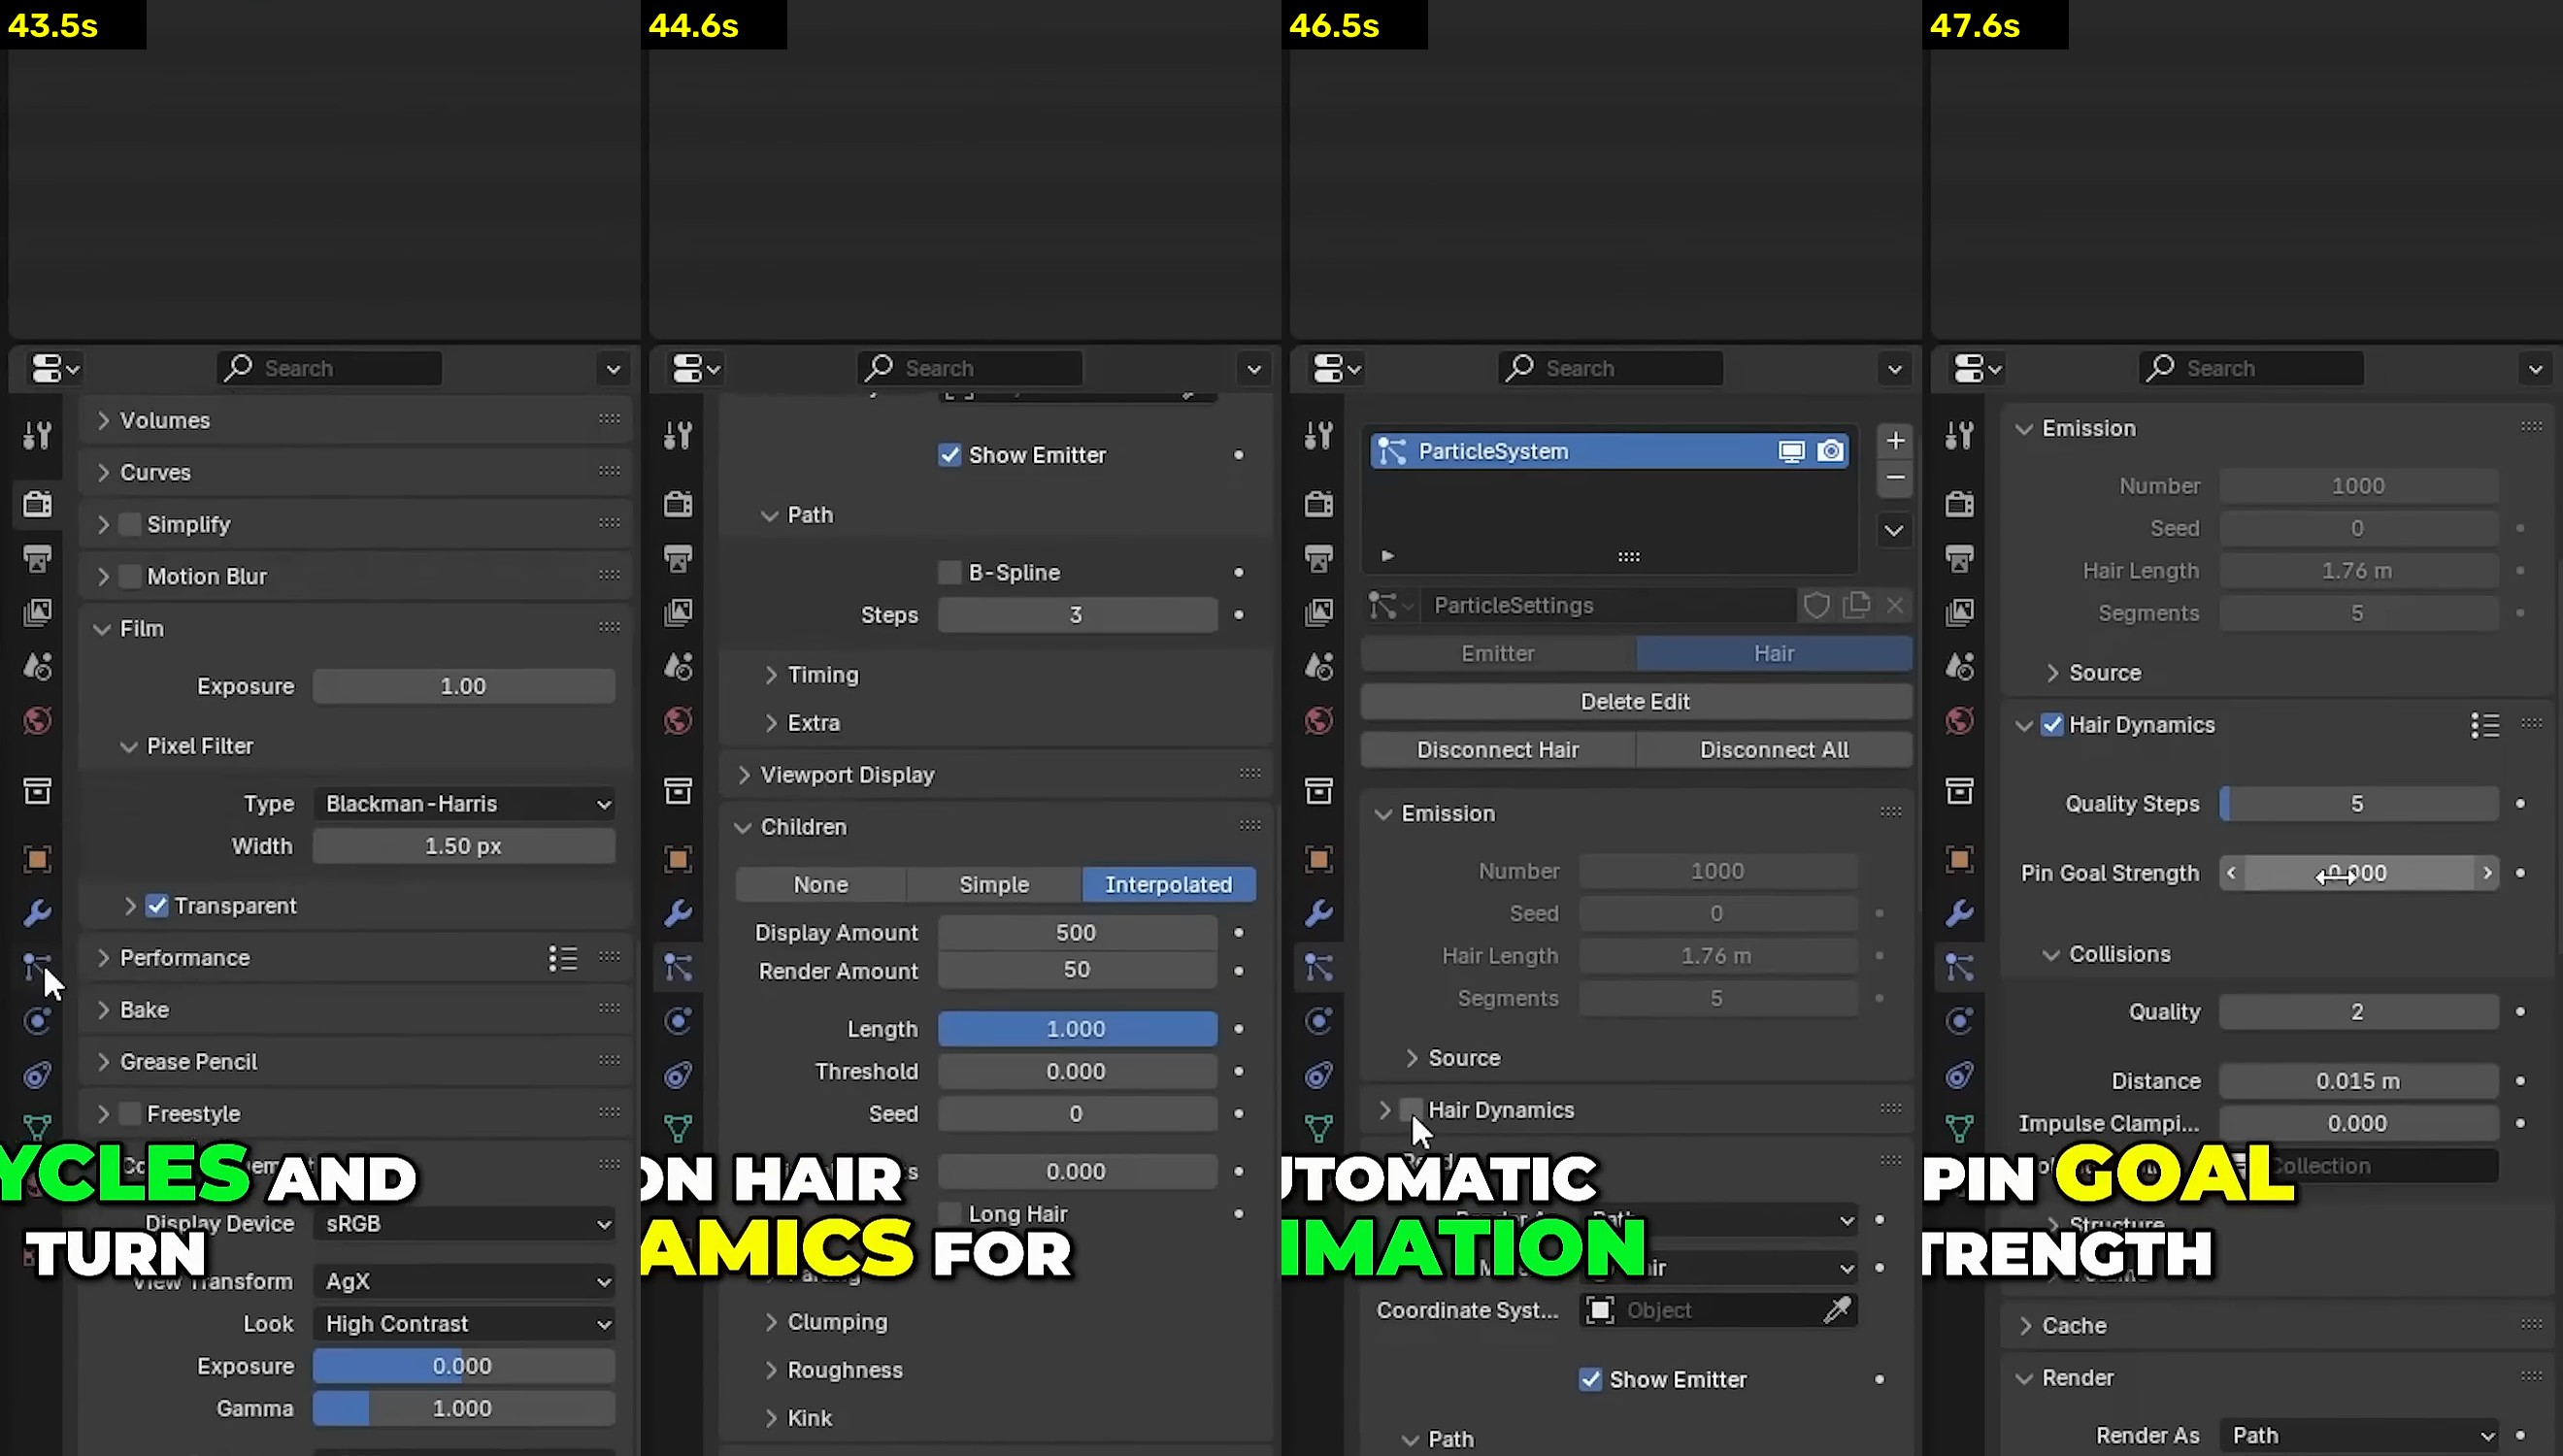 43.5s
Search
Volumes
Curves
Simplify
Motion Blur
Film
Exposure 1.00
Pixel Filter
Type Blackman-Harris
Width 1.50 px
Transparent
Performance
Bake
Grease Pencil
Freestyle
YCLES AND
TURN
Display Device sRGB
View Transform AgX
Look High Contrast
Exposure 0.000
Gamma 1.000
44.6s
Search
Show Emitter
Path
B-Spline
Steps 3
Timing
Extra
Viewport Display
Children
None Simple Interpolated
Display Amount 500
Render Amount 50
Length 1.000
Threshold 0.000
Seed 0
0.000
ON HAIR
Long Hair
AMICS FOR
Clumping
Roughness
Kink
46.5s
Search
ParticleSystem
ParticleSettings
Emitter Hair
Delete Edit
Disconnect Hair Disconnect All
Emission
Number 1000
Seed 0
Hair Length 1.76 m
Segments 5
Source
Hair Dynamics
UTOMATIC
IMATION
Coordinate Syst... Object
Show Emitter
Path
47.6s
Search
Emission
Number 1000
Seed 0
Hair Length 1.76 m
Segments 5
Source
Hair Dynamics
Quality Steps 5
Pin Goal Strength 0.000
Collisions
Quality 2
Distance 0.015 m
Impulse Clampi... 0.000
Collection
PIN GOAL
Structure
TRENGTH
Cache
Render
Render As Path